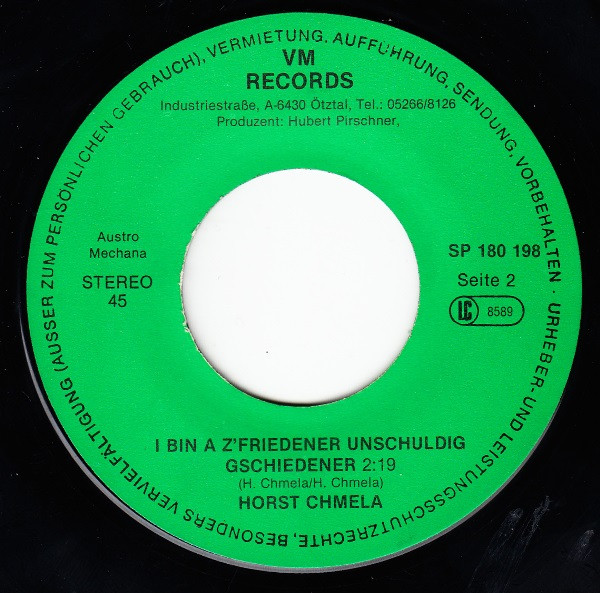 URHEBER- UND LEISTUNGSSCHUTZRECHTE, BESONDERS VERVIELFÄLTIGUNG (AUSSER ZUM PERSÖNLICHEN GEBRAUCH), VERMIETUNG, AUFFÜHRUNG, SENDUNG, VORBEHALTEN ·
VM
RECORDS
Industriestraße, A-6430 Ötztal, Tel.: 05266/8126
Produzent: Hubert Pirschner,
Austro
Mechana
STEREO
45
SP 180 198
Seite 2
LC 8589
I BIN A Z'FRIEDENER UNSCHULDIG
GSCHIEDENER 2:19
(H. Chmela/H. Chmela)
HORST CHMELA